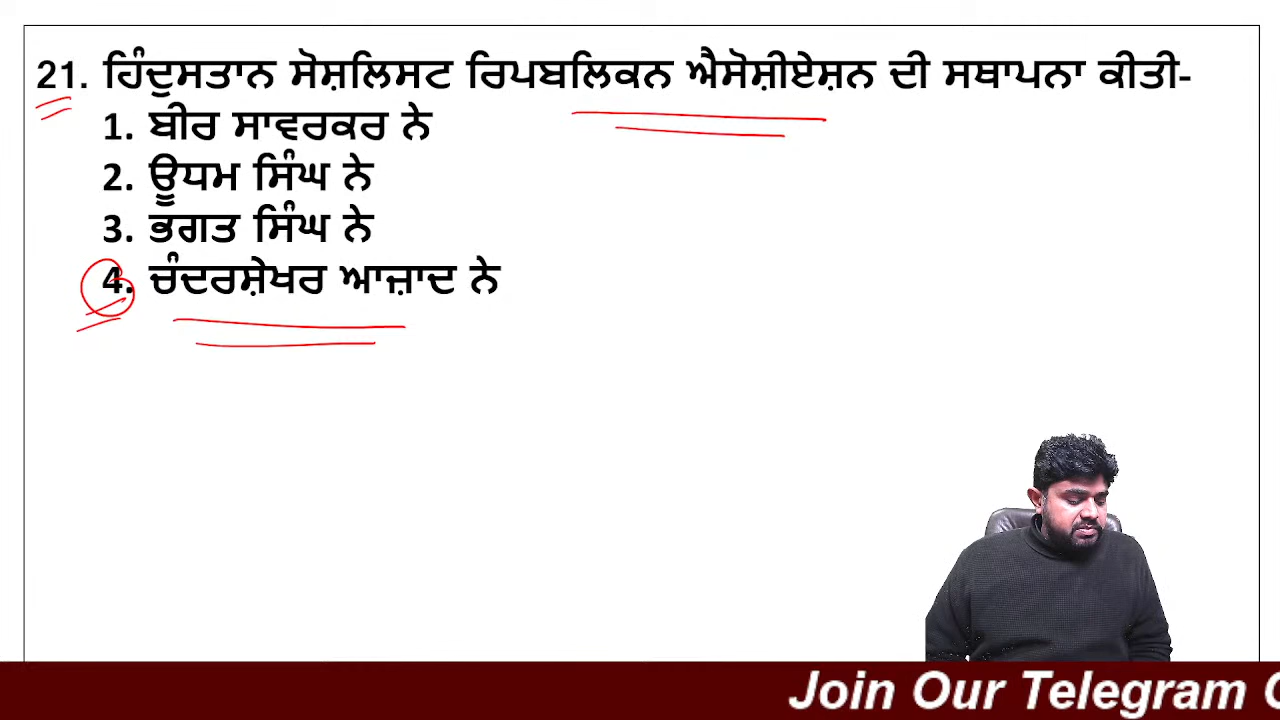 21. ਹਿੰਦੁਸਤਾਨ ਸੋਸ਼ਲਿਸਟ ਰਿਪਬਲਿਕਨ ਐਸੋਸ਼ੀਏਸ਼ਨ ਦੀ ਸਥਾਪਨਾ ਕੀਤੀ-
1. ਬੀਰ ਸਾਵਰਕਰ ਨੇ
2. ਊਧਮ ਸਿੰਘ ਨੇ
3. ਭਗਤ ਸਿੰਘ ਨੇ
4. ਚੰਦਰਸ਼ੇਖਰ ਆਜ਼ਾਦ ਨੇ
Join Our Telegram